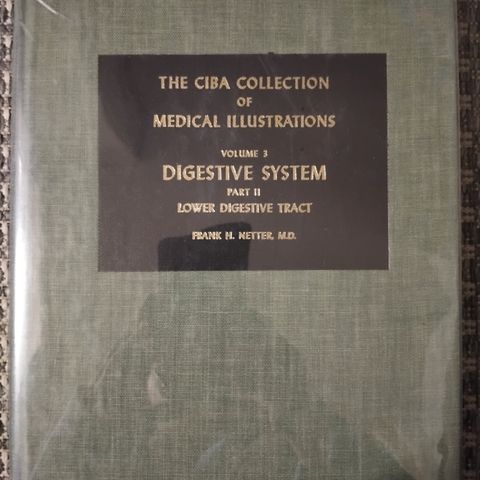 THE CIBA COLLECTION
OF
MEDICAL ILLUSTRATIONS
VOLUME 3
DIGESTIVE SYSTEM
PART II
LOWER DIGESTIVE TRACT
FRANK H. NETTER, M.D.